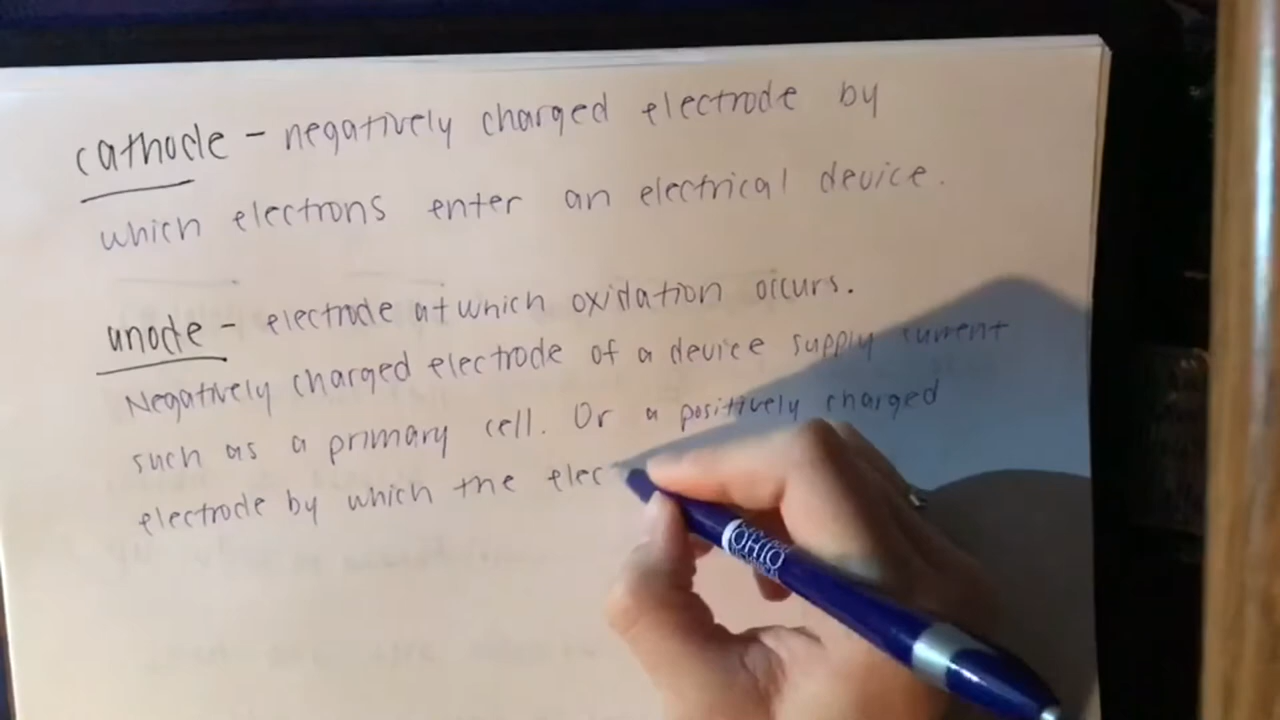 cathode - negatively charged electrode by
which electrons enter an electrical device.
anode - electrode at which oxidation occurs.
Negatively charged electrode of a device supply current
such as a primary cell. Or a positively charged
electrode by which the elec
OHIO